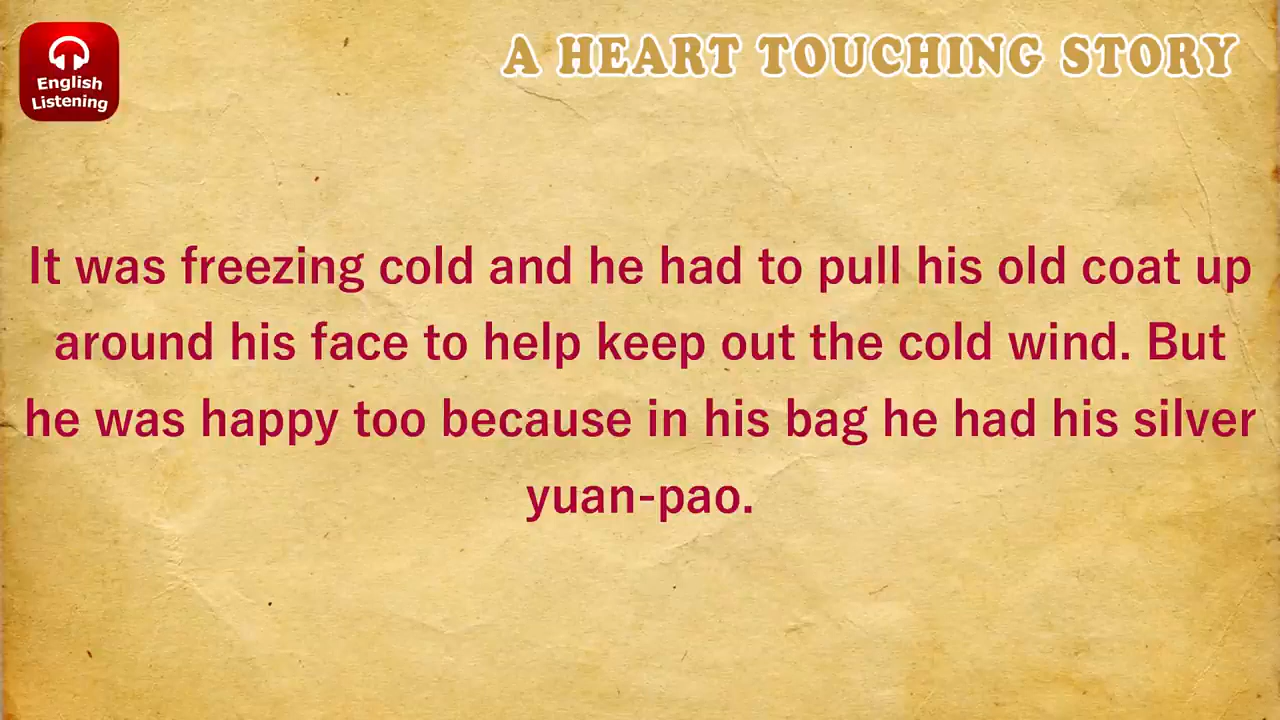 English
Listening
A HEART TOUCHING STORY
It was freezing cold and he had to pull his old coat up
around his face to help keep out the cold wind. But
he was happy too because in his bag he had his silver
yuan-pao.